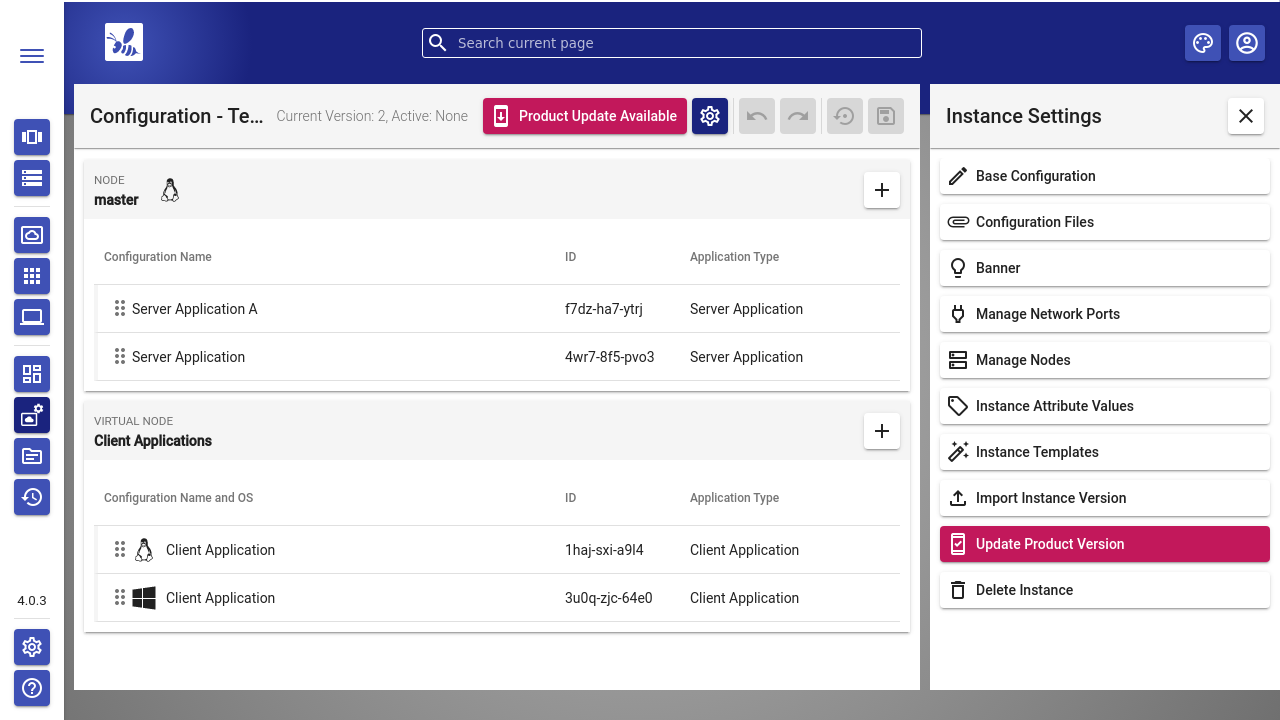 Search current page
Configuration - Te...
Current Version: 2, Active: None
Product Update Available
Instance Settings
NODE
master
Configuration Name ID Application Type
Server Application A f7dz-ha7-ytrj Server Application
Server Application 4wr7-8f5-pvo3 Server Application
VIRTUAL NODE
Client Applications
Configuration Name and OS ID Application Type
Client Application 1haj-sxi-a9l4 Client Application
Client Application 3u0q-zjc-64e0 Client Application
Base Configuration
Configuration Files
Banner
Manage Network Ports
Manage Nodes
Instance Attribute Values
Instance Templates
Import Instance Version
Update Product Version
Delete Instance
4.0.3